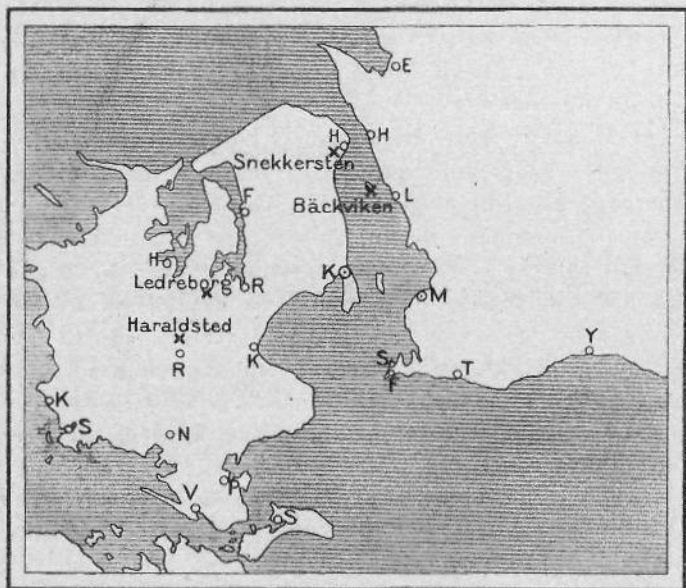 E
H H
Snekkersten
F
Bäckviken L
H K
Ledreborg R M
Haraldsted
R K S Y
F T
K
S N
P
V S